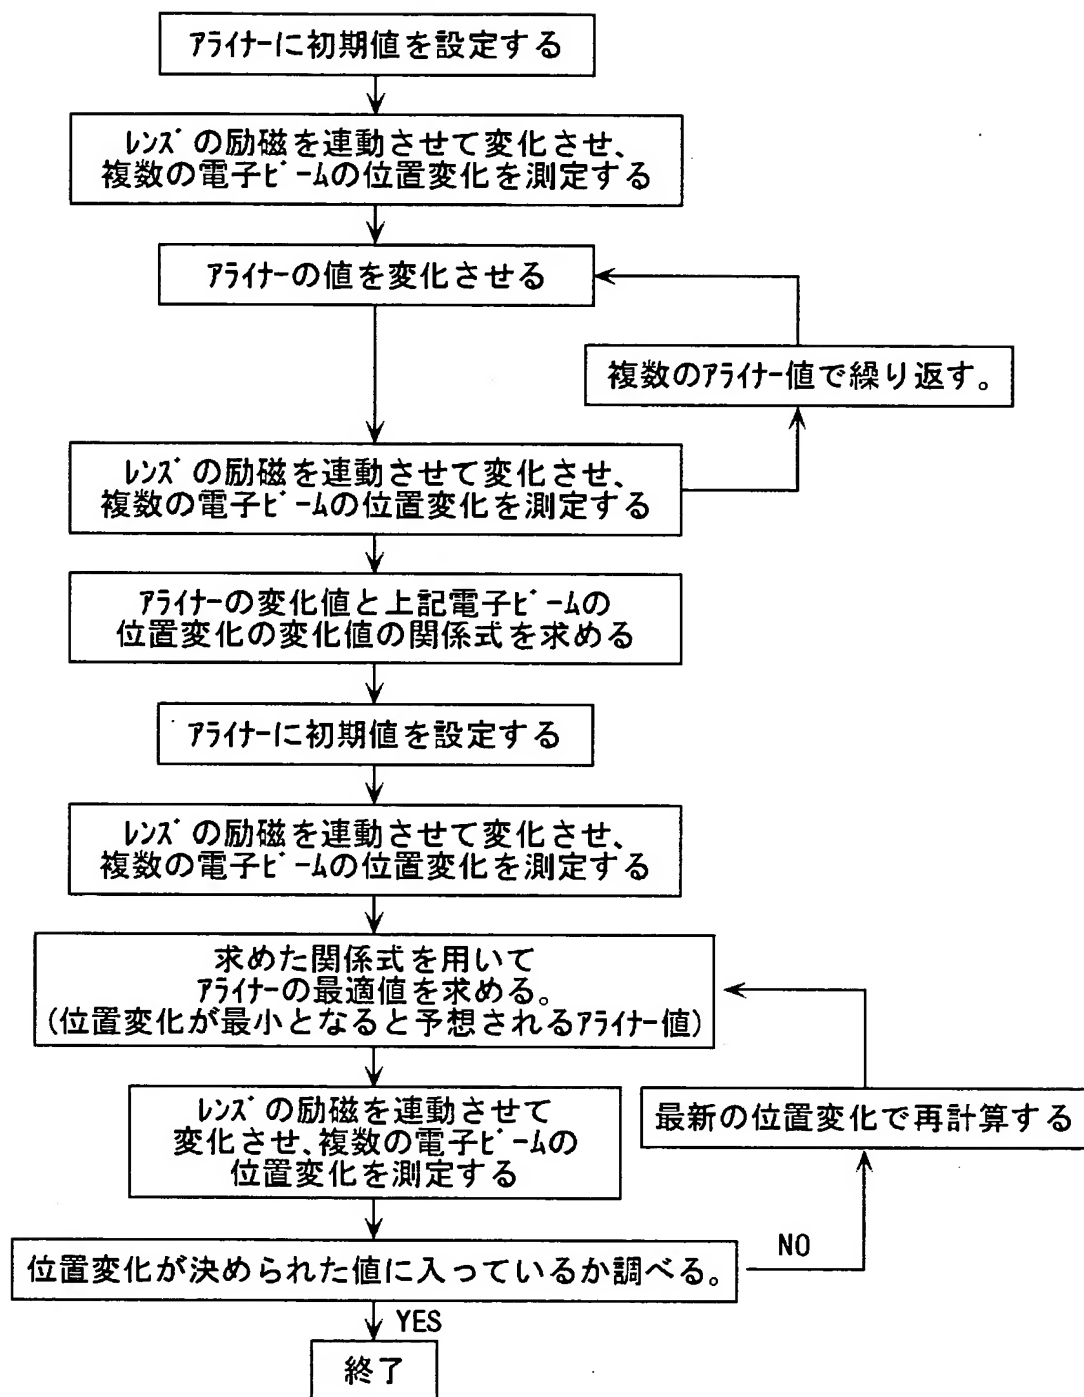 ｱﾗｲﾅｰに初期値を設定する
ﾚﾝｽﾞの励磁を連動させて変化させ、
複数の電子ﾋﾞｰﾑの位置変化を測定する
ｱﾗｲﾅｰの値を変化させる
複数のｱﾗｲﾅｰ値で繰り返す。
ﾚﾝｽﾞの励磁を連動させて変化させ、
複数の電子ﾋﾞｰﾑの位置変化を測定する
ｱﾗｲﾅｰの変化値と上記電子ﾋﾞｰﾑの
位置変化の変化値の関係式を求める
ｱﾗｲﾅｰに初期値を設定する
ﾚﾝｽﾞの励磁を連動させて変化させ、
複数の電子ﾋﾞｰﾑの位置変化を測定する
求めた関係式を用いて
ｱﾗｲﾅｰの最適値を求める。
(位置変化が最小となると予想されるｱﾗｲﾅｰ値)
ﾚﾝｽﾞの励磁を連動させて
変化させ、複数の電子ﾋﾞｰﾑの
位置変化を測定する
最新の位置変化で再計算する
位置変化が決められた値に入っているか調べる。
NO
YES
終了